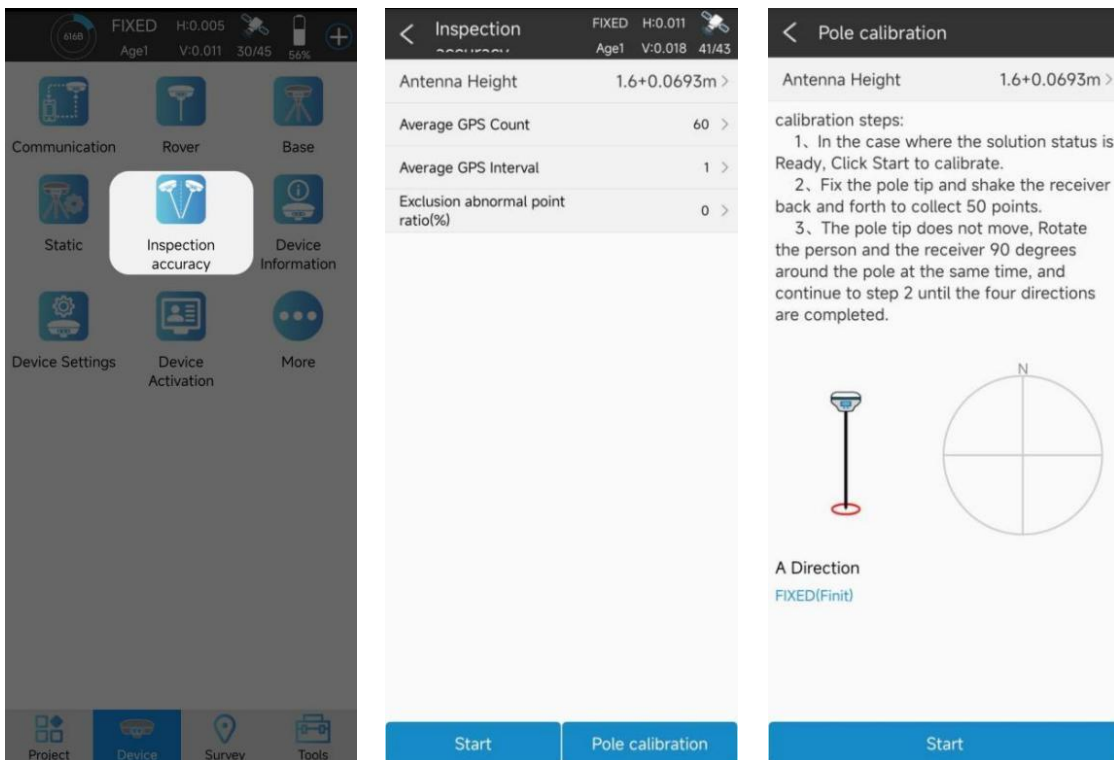 6168 FIXED H:0.005
Age1 V:0.011 30/45 56%
Communication Rover Base
Static Inspection accuracy Device Information
Device Settings Device Activation More
Project Device Survey Tools
Inspection FIXED H:0.011
accuracy Age1 V:0.018 41/43
Antenna Height 1.6+0.0693m >
Average GPS Count 60 >
Average GPS Interval 1 >
Exclusion abnormal point
ratio(%) 0 >
Start Pole calibration
Pole calibration
Antenna Height 1.6+0.0693m >
calibration steps:
1、In the case where the solution status is
Ready, Click Start to calibrate.
2、Fix the pole tip and shake the receiver
back and forth to collect 50 points.
3、The pole tip does not move, Rotate
the person and the receiver 90 degrees
around the pole at the same time, and
continue to step 2 until the four directions
are completed.
N
A Direction
FIXED(Finit)
Start